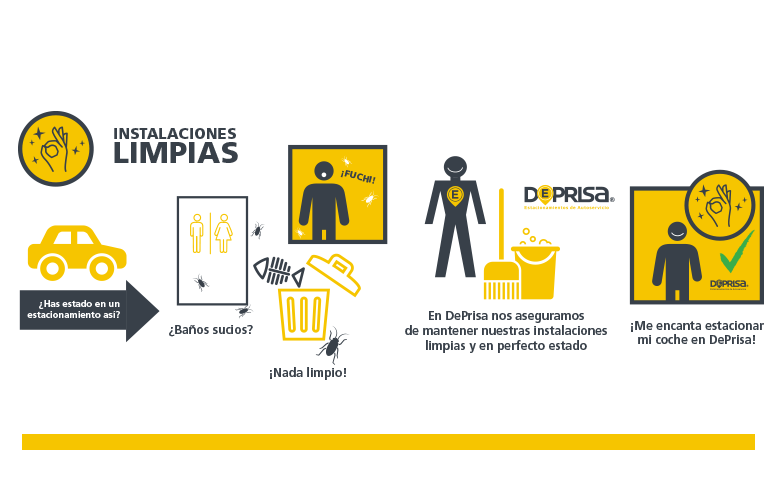 INSTALACIONES
LIMPIAS
¿Has estado en un
estacionamiento asi?
¿Baños sucios?
¡FUCHI!
¡Nada limpio!
E
DEPRISA®
Estacionamientos de Autoservicio
En DePrisa nos aseguramos
de mantener nuestras instalaciones
limpias y en perfecto estado
DEPRISA®
¡Me encanta estacionar
mi coche en DePrisa!